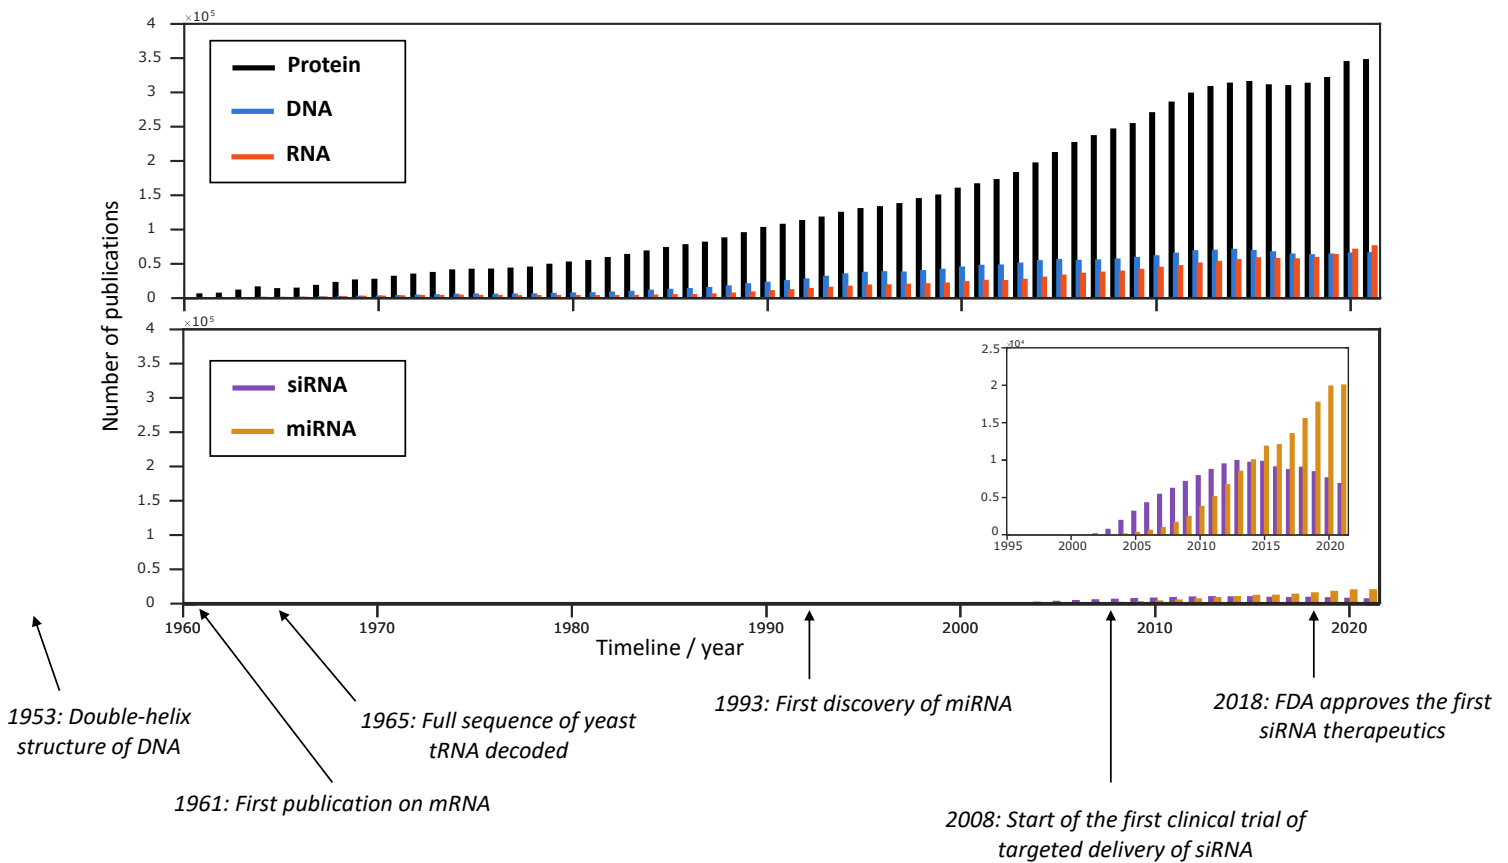 ×10⁵
4
3.5
3
2.5
2
1.5
1
0.5
0
Protein
DNA
RNA
Number of publications
×10⁵
4
3.5
3
2.5
2
1.5
1
0.5
0
siRNA
miRNA
×10⁴
2.5
2
1.5
1
0.5
0
1995 2000 2005 2010 2015 2020
1960 1970 1980 1990 2000 2010 2020
Timeline / year
1953: Double-helix
structure of DNA
1961: First publication on mRNA
1965: Full sequence of yeast
tRNA decoded
1993: First discovery of miRNA
2008: Start of the first clinical trial of
targeted delivery of siRNA
2018: FDA approves the first
siRNA therapeutics